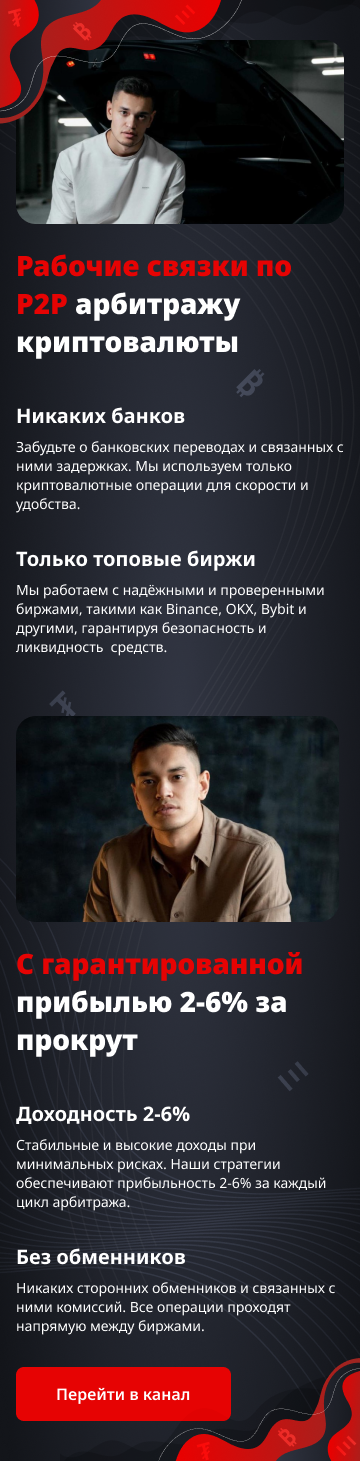 Рабочие связки по
P2P арбитражу
криптовалюты
Никаких банков
Забудьте о банковских переводах и связанных с
ними задержках. Мы используем только
криптовалютные операции для скорости и
удобства.
Только топовые биржи
Мы работаем с надёжными и проверенными
биржами, такими как Binance, OKX, Bybit и
другими, гарантируя безопасность и
ликвидность  средств.
С гарантированной
прибылью 2-6% за
прокрут
Доходность 2-6%
Стабильные и высокие доходы при
минимальных рисках. Наши стратегии
обеспечивают прибыльность 2-6% за каждый
цикл арбитража.
Без обменников
Никаких сторонних обменников и связанных с
ними комиссий. Все операции проходят
напрямую между биржами.
Перейти в канал